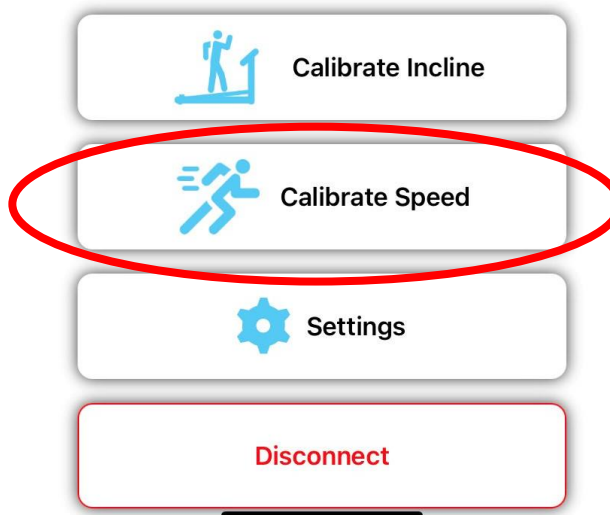 Calibrate Incline
Calibrate Speed
Settings
Disconnect